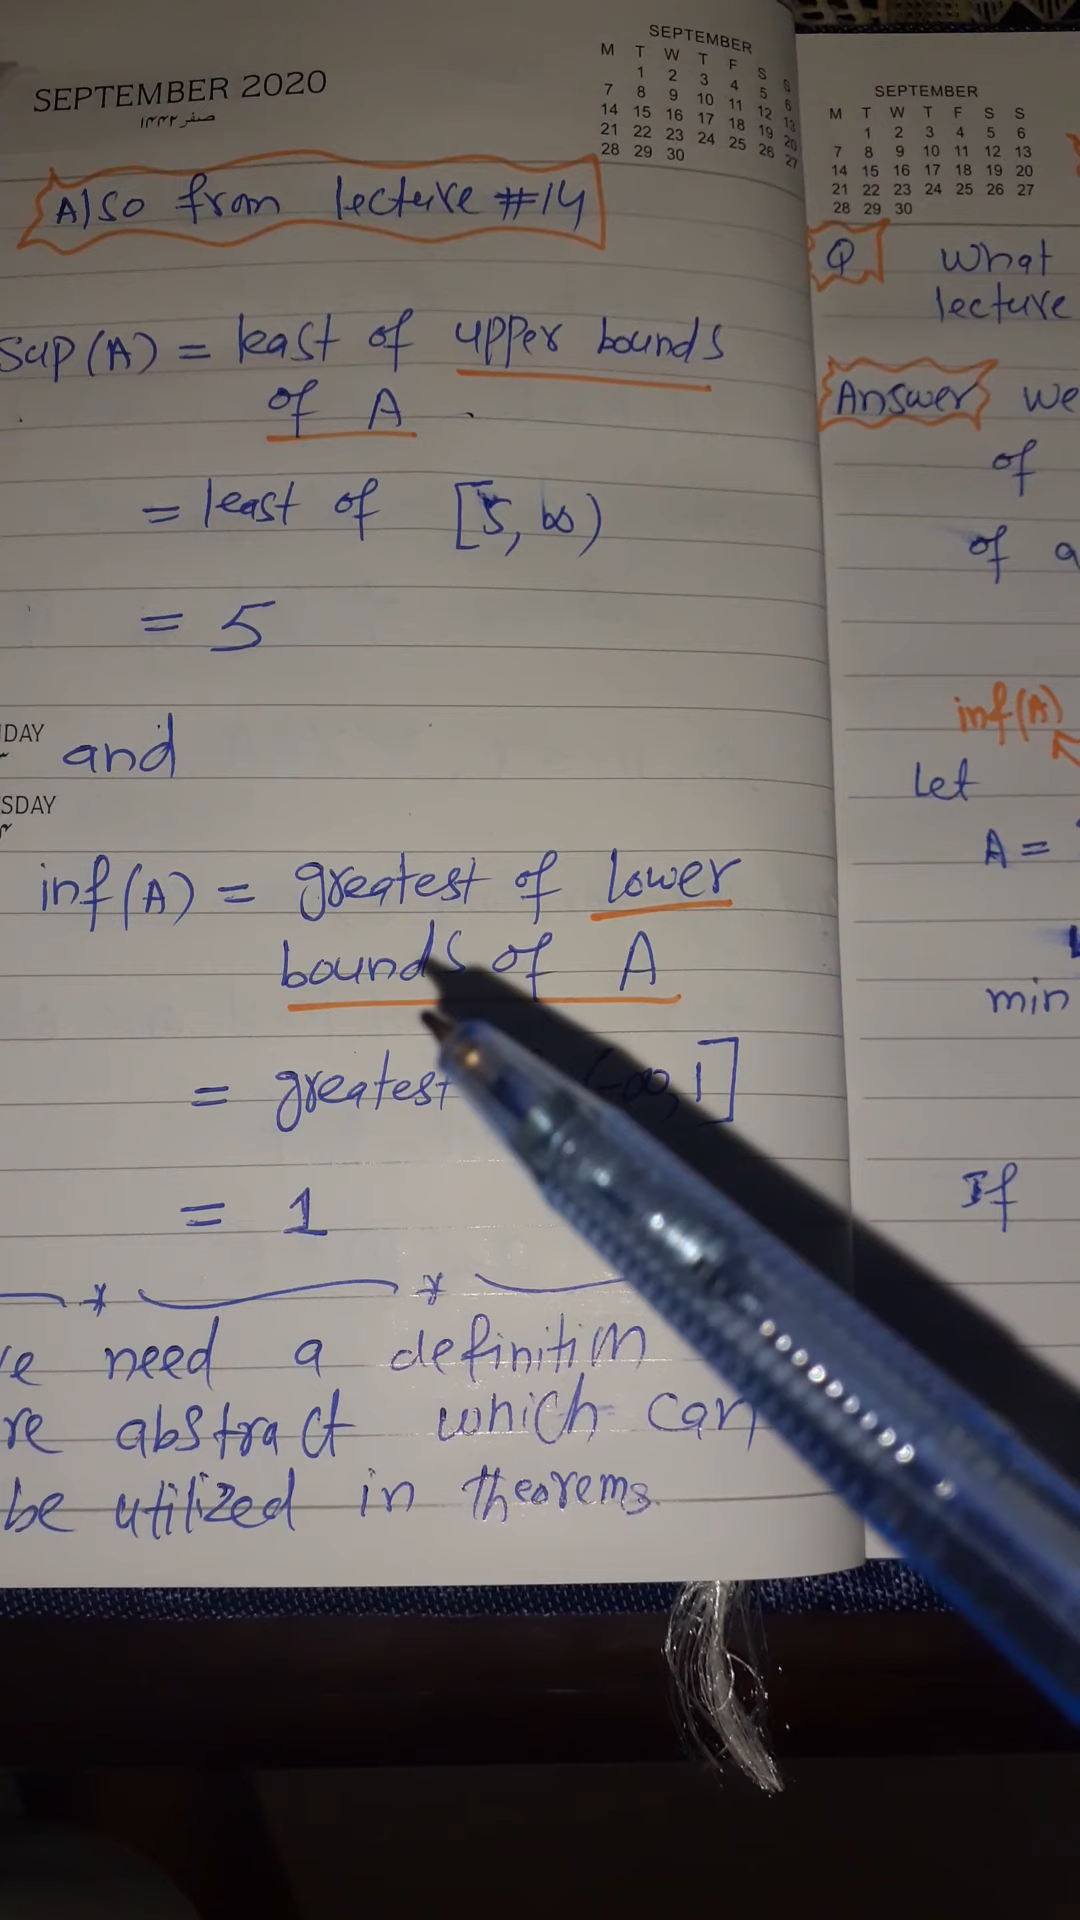 SEPTEMBER 2020
صفر ۱۴۴۲
SEPTEMBER
M T W T F S S
1 2 3 4 5 6
7 8 9 10 11 12 13
14 15 16 17 18 19 20
21 22 23 24 25 26 27
28 29 30
Also from lecture #14
Sup (A) = least of upper bounds
of A
= least of [5, ∞)
= 5
DAY
and
SDAY
inf (A) = greatest of lower
bounds of A
= greatest (-∞, 1]
= 1
need a definition
re abstract which can
be utilized in theorems
SEPTEMBER
M T W T F S S
1 2 3 4 5 6
7 8 9 10 11 12 13
14 15 16 17 18 19 20
21 22 23 24 25 26 27
28 29 30
Q What
lecture
Answer we
of
of a
inf(A)
Let
A =
min
If